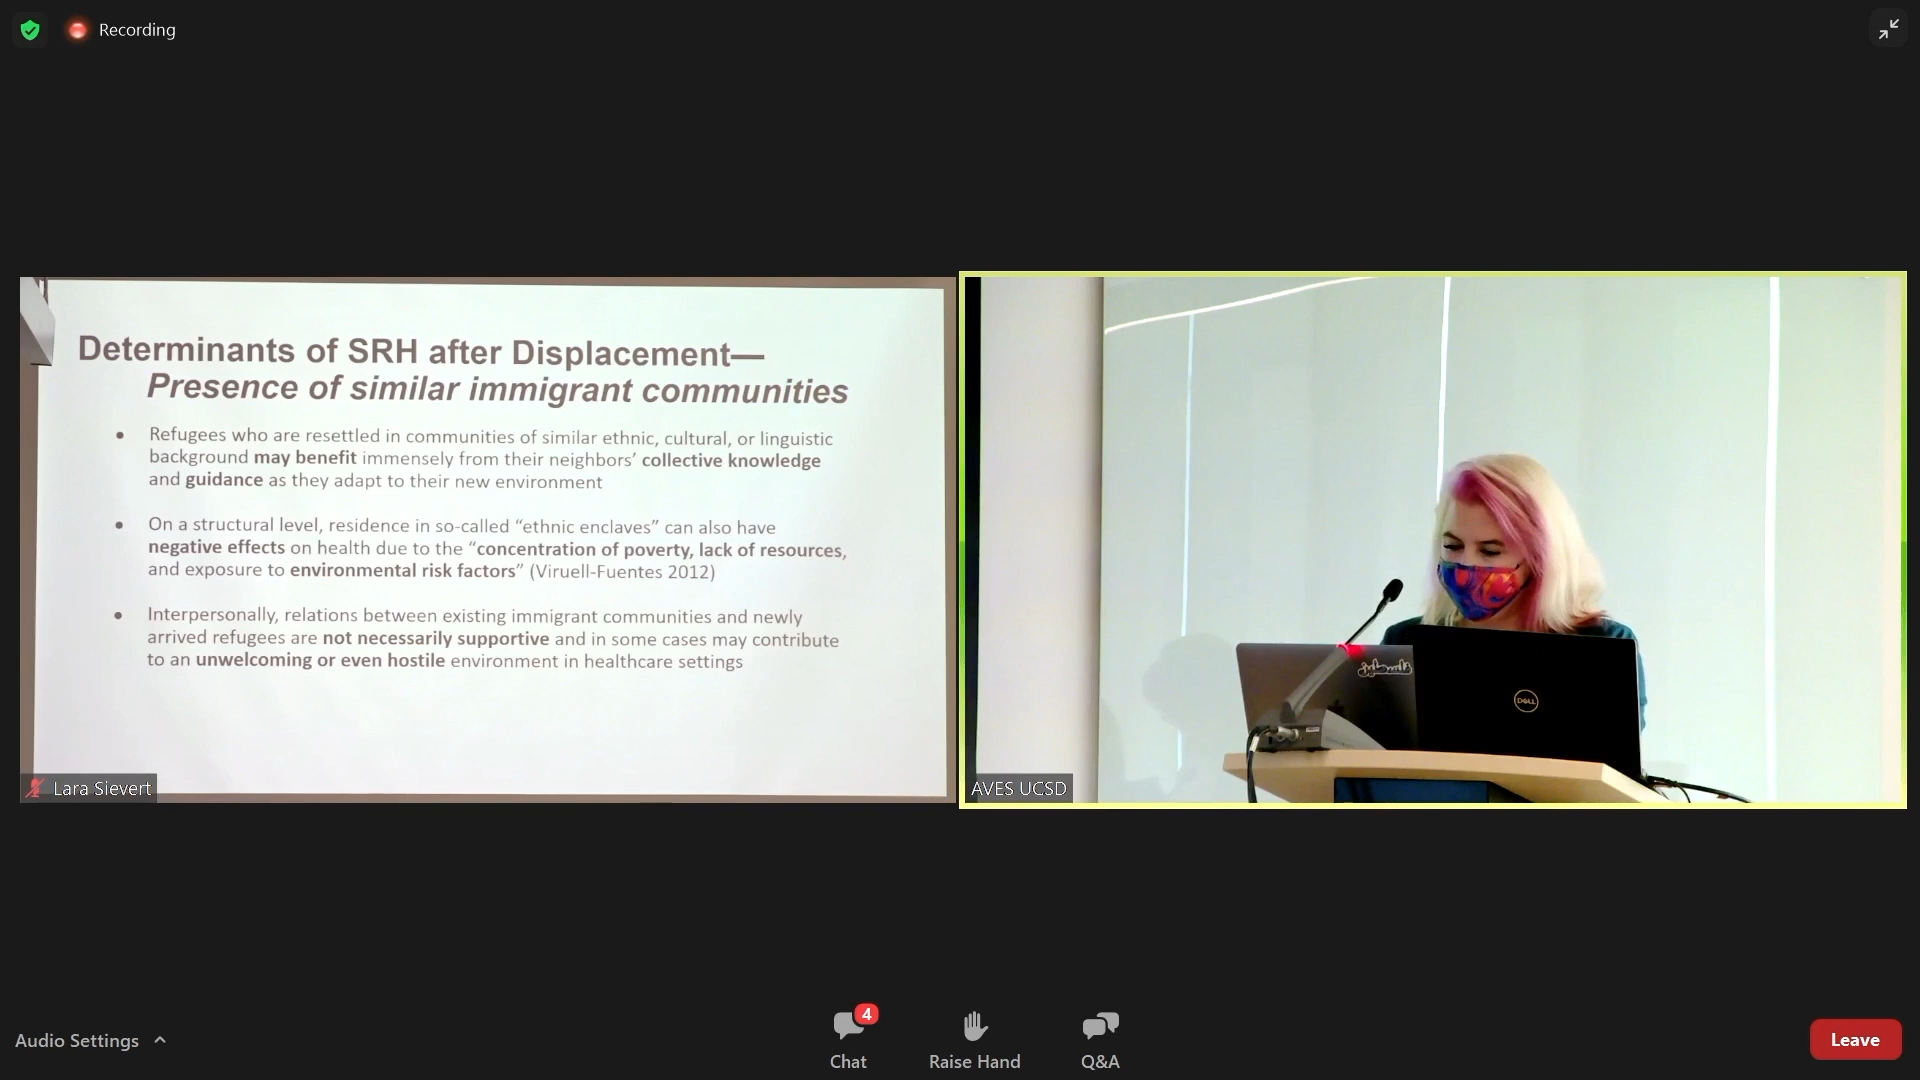 Recording
Determinants of SRH after Displacement—
Presence of similar immigrant communities
• Refugees who are resettled in communities of similar ethnic, cultural, or linguistic
background may benefit immensely from their neighbors’ collective knowledge
and guidance as they adapt to their new environment
• On a structural level, residence in so-called “ethnic enclaves” can also have
negative effects on health due to the “concentration of poverty, lack of resources,
and exposure to environmental risk factors” (Viruell-Fuentes 2012)
• Interpersonally, relations between existing immigrant communities and newly
arrived refugees are not necessarily supportive and in some cases may contribute
to an unwelcoming or even hostile environment in healthcare settings
Lara Sievert
فلسطين
DELL
AVES UCSD
Audio Settings
4
Chat
Raise Hand
Q&A
Leave